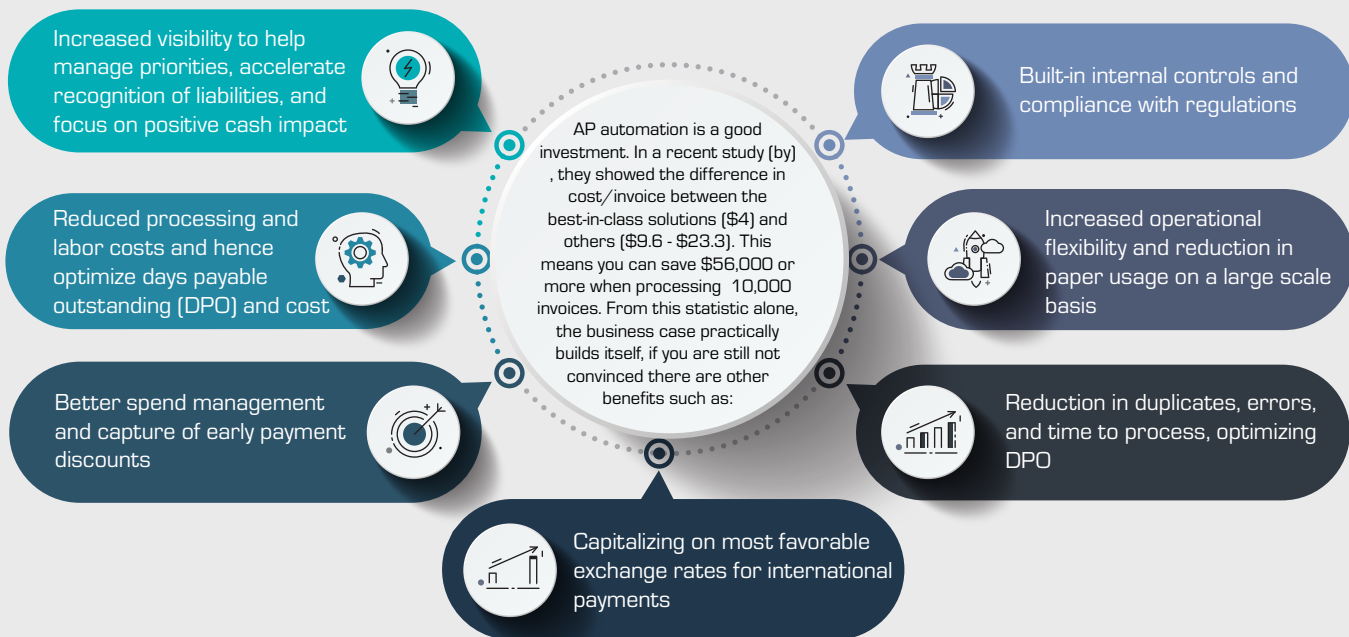 Increased visibility to help
manage priorities, accelerate
recognition of liabilities, and
focus on positive cash impact
Reduced processing and
labor costs and hence
optimize days payable
outstanding (DPO) and cost
Better spend management
and capture of early payment
discounts
AP automation is a good
investment. In a recent study (by)
, they showed the difference in
cost/invoice between the
best-in-class solutions ($4) and
others ($9.6 - $23.3). This
means you can save $56,000 or
more when processing 10,000
invoices. From this statistic alone,
the business case practically
builds itself, if you are still not
convinced there are other
benefits such as:
Capitalizing on most favorable
exchange rates for international
payments
Built-in internal controls and
compliance with regulations
Increased operational
flexibility and reduction in
paper usage on a large scale
basis
Reduction in duplicates, errors,
and time to process, optimizing
DPO